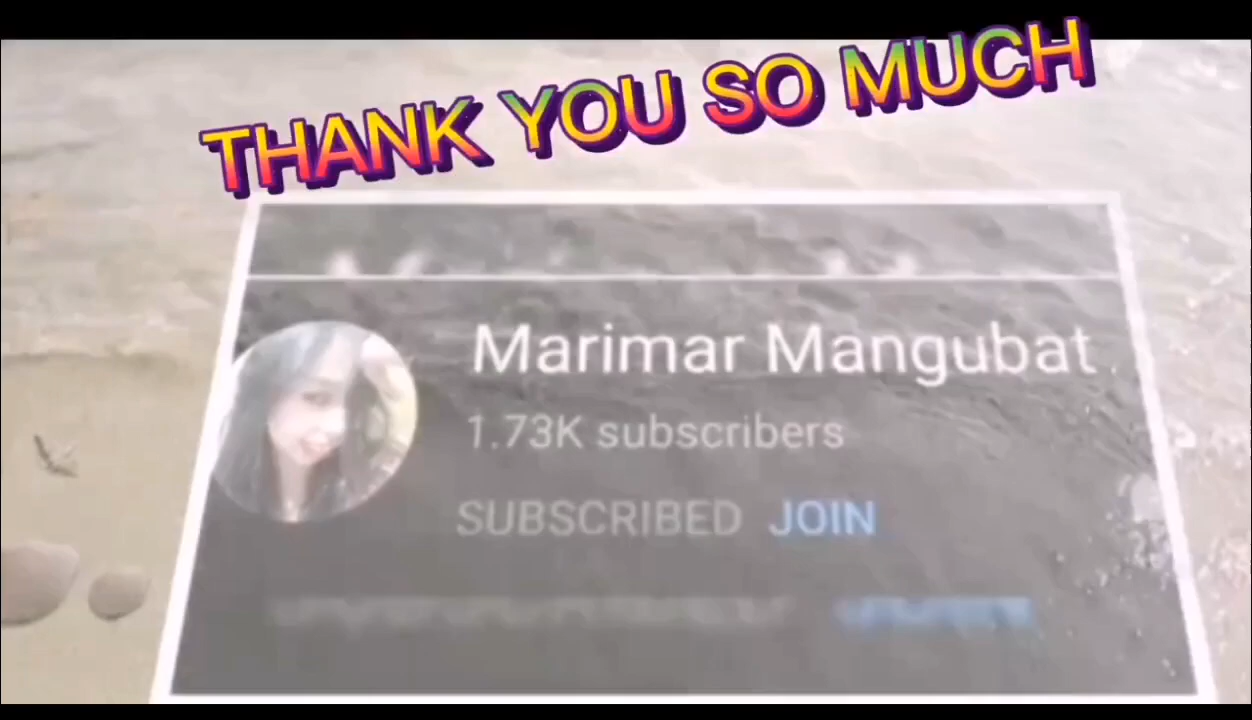 THANK YOU SO MUCH
Marimar Mangubat
1.73K subscribers
SUBSCRIBED JOIN